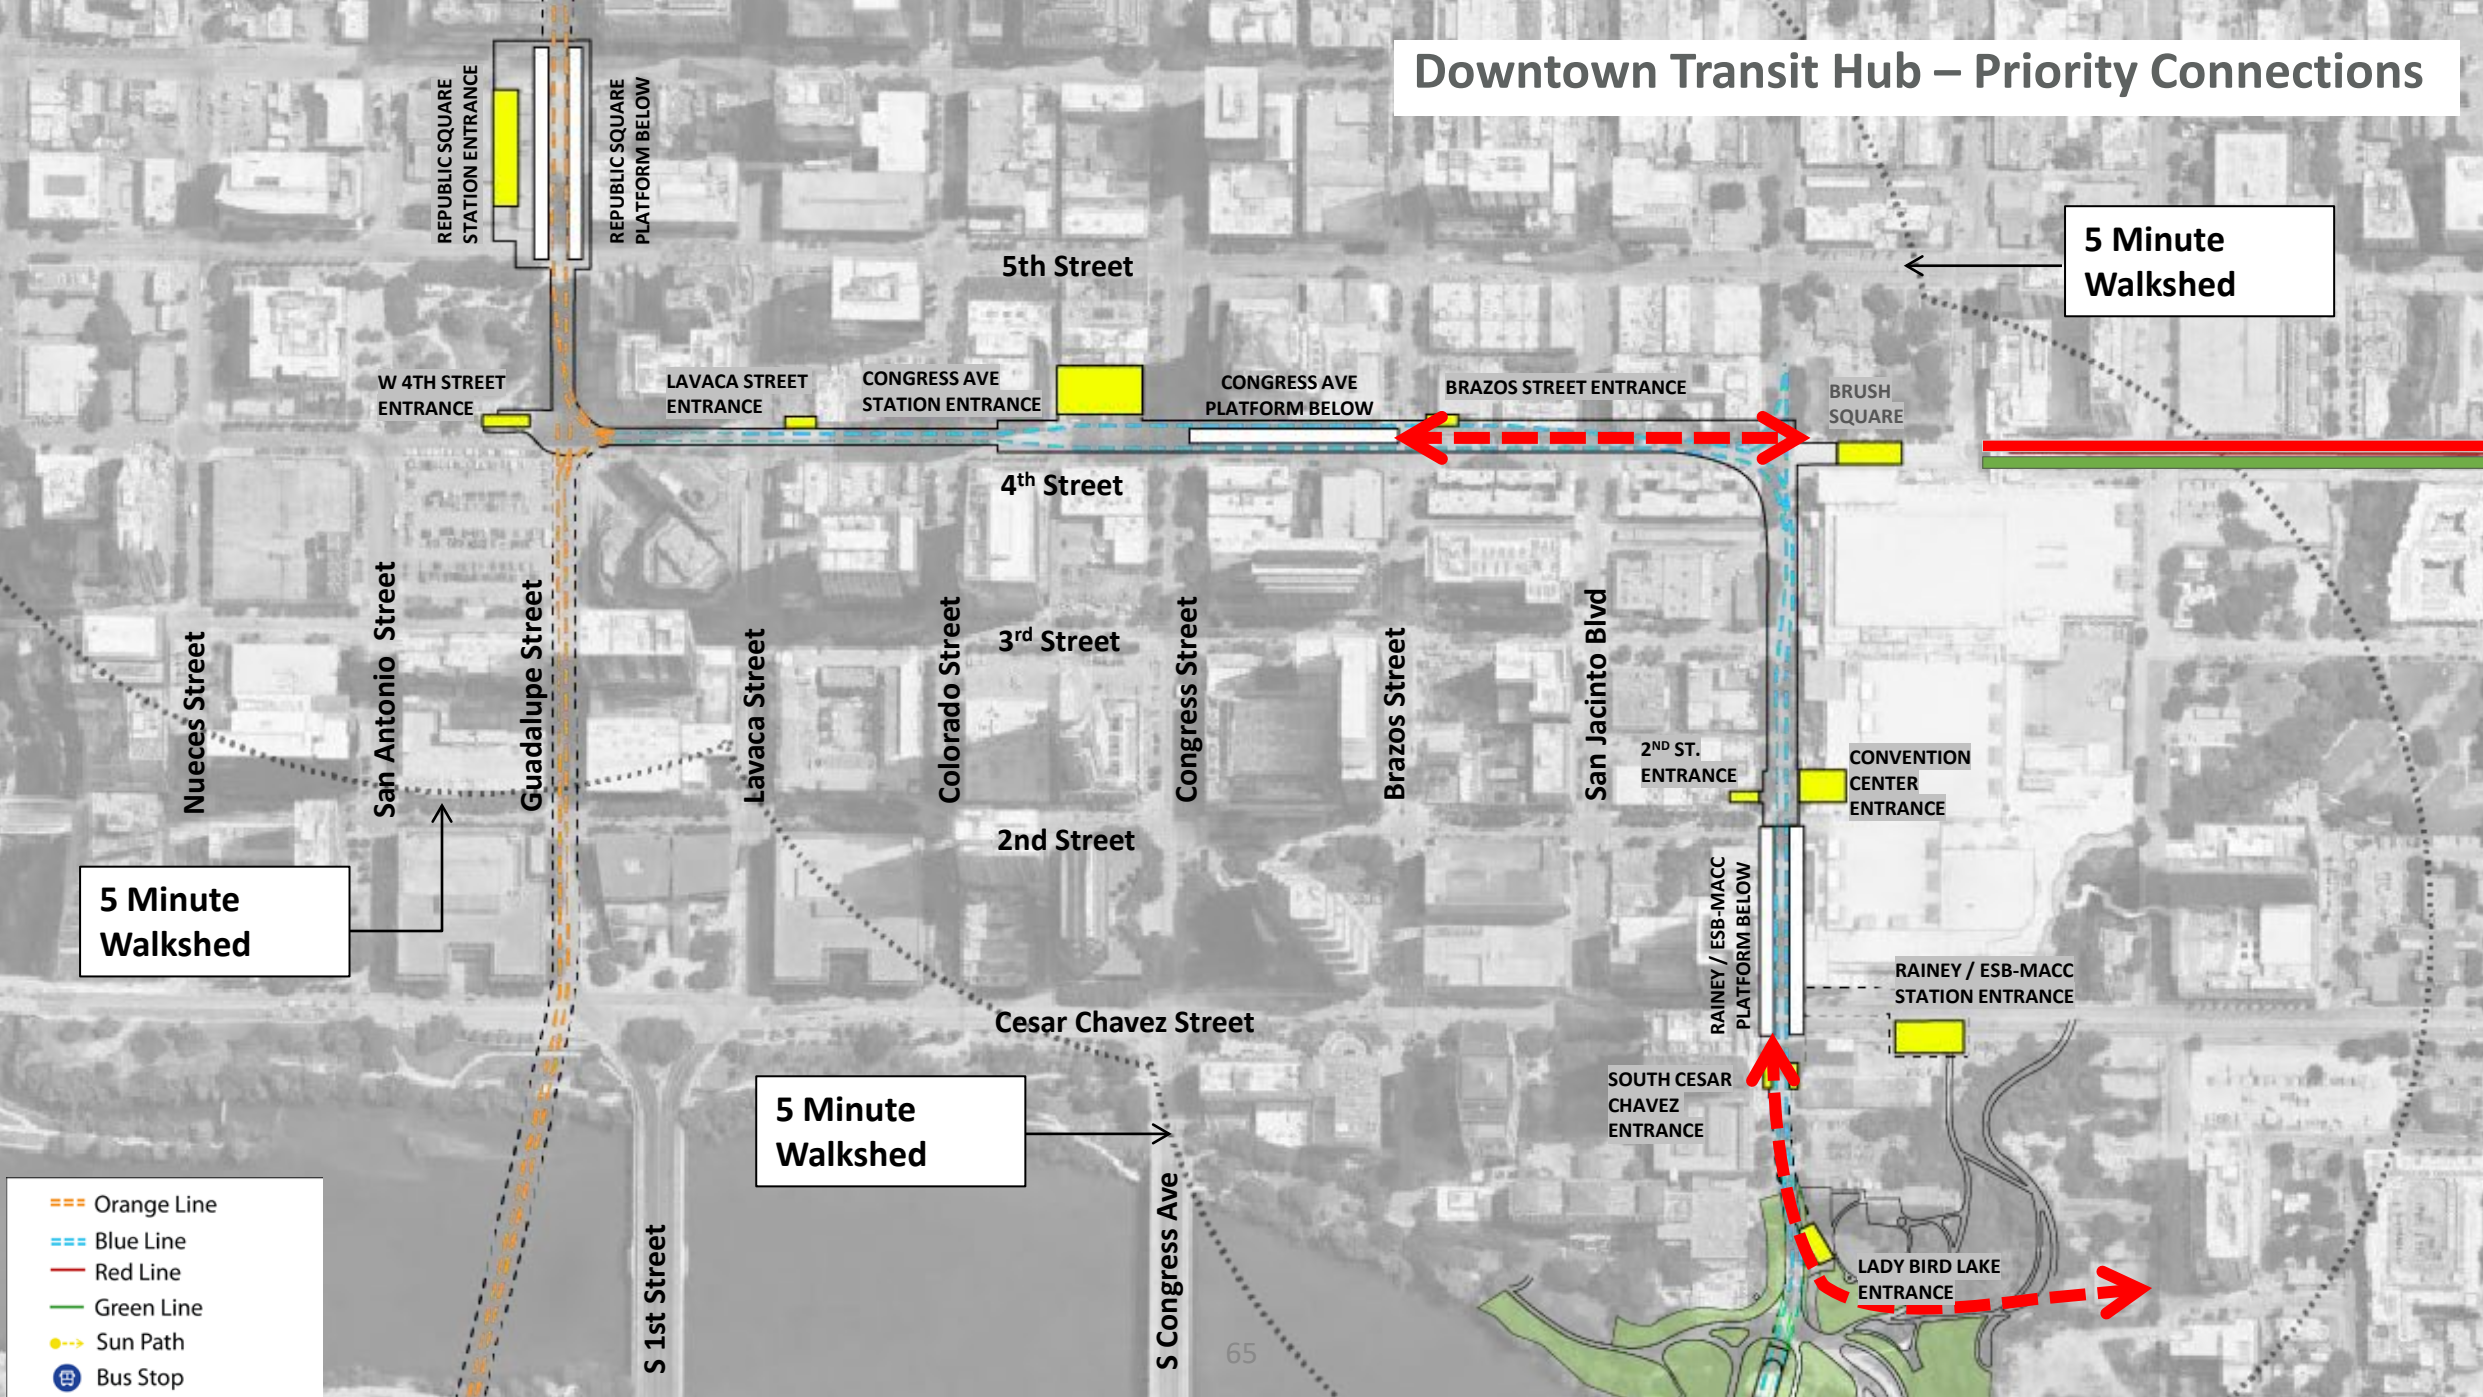 Downtown Transit Hub – Priority Connections
REPUBLIC SQUARE
STATION ENTRANCE
REPUBLIC SQUARE
PLATFORM BELOW
5 Minute
Walkshed
5th Street
W 4TH STREET
ENTRANCE
LAVACA STREET
ENTRANCE
CONGRESS AVE
STATION ENTRANCE
CONGRESS AVE
PLATFORM BELOW
BRAZOS STREET ENTRANCE
BRUSH
SQUARE
4th Street
Nueces Street
San Antonio Street
Guadalupe Street
Lavaca Street
Colorado Street
3rd Street
Congress Street
Brazos Street
San Jacinto Blvd
2ND ST.
ENTRANCE
CONVENTION
CENTER
ENTRANCE
2nd Street
5 Minute
Walkshed
RAINEY / ESB-MACC
PLATFORM BELOW
RAINEY / ESB-MACC
STATION ENTRANCE
Cesar Chavez Street
5 Minute
Walkshed
SOUTH CESAR
CHAVEZ
ENTRANCE
LADY BIRD LAKE
ENTRANCE
S 1st Street
S Congress Ave
65
Orange Line
Blue Line
Red Line
Green Line
Sun Path
Bus Stop